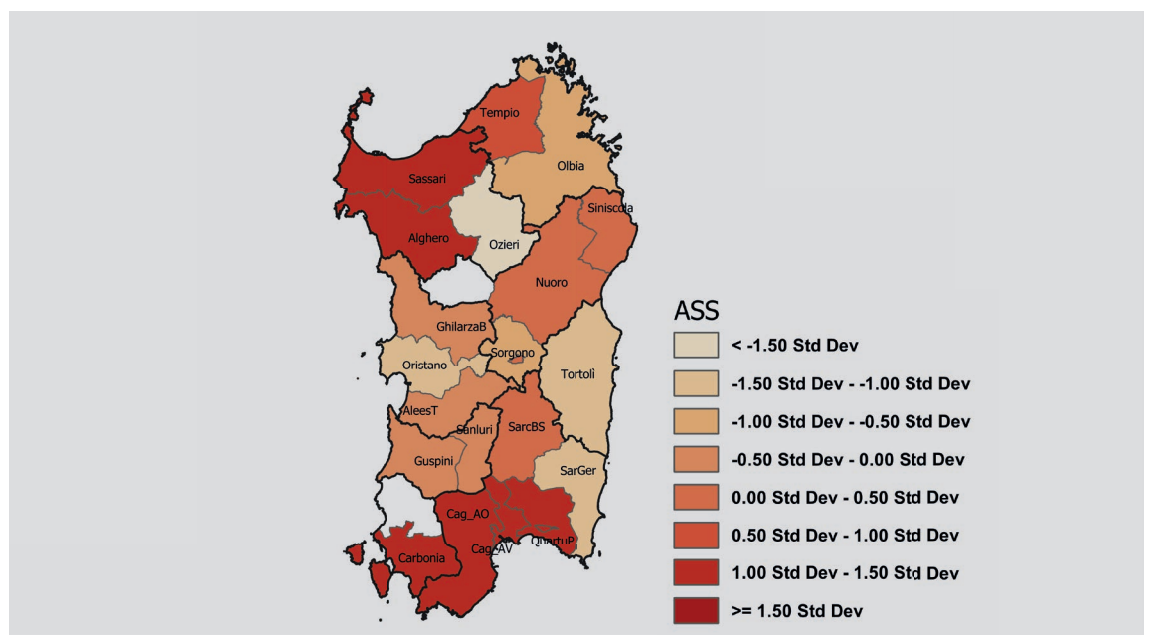 Tempio
Olbia
Sassari
Siniscola
Alghero
Ozieri
Nuoro
ASS
GhilarzaB
< -1.50 Std Dev
Sorgono
Oristano
Tortolì
-1.50 Std Dev - -1.00 Std Dev
AleesT
-1.00 Std Dev - -0.50 Std Dev
Sanluri
SarcBS
Guspini
-0.50 Std Dev - 0.00 Std Dev
SarGer
0.00 Std Dev - 0.50 Std Dev
Cag_AO
0.50 Std Dev - 1.00 Std Dev
QuartuP
Cag_AV
Carbonia
1.00 Std Dev - 1.50 Std Dev
>= 1.50 Std Dev